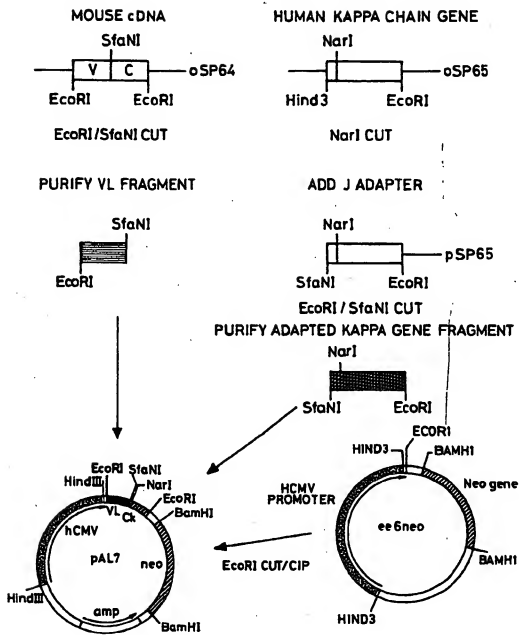 MOUSE cDNA
SfaNI
V C
oSP64
EcoRI EcoRI
EcoRI/SfaNI CUT
PURIFY VL FRAGMENT
SfaNI
EcoRI
HUMAN KAPPA CHAIN GENE
NarI
oSP65
Hind3 EcoRI
NarI CUT
ADD J ADAPTER
NarI
pSP65
SfaNI EcoRI
EcoRI / SfaNI CUT
PURIFY ADAPTED KAPPA GENE FRAGMENT
NarI
SfaNI EcoRI
HindIII
EcoRI
SfaNI
NarI
EcoRI
BamHI
VL Ck
hCMV
pAL7
neo
HindIII
amp
BamHI
EcoRI CUT/CIP
HIND3
ECOR1
BAMH1
Neo gene
HCMV
PROMOTER
ee6neo
BAMH1
HIND3